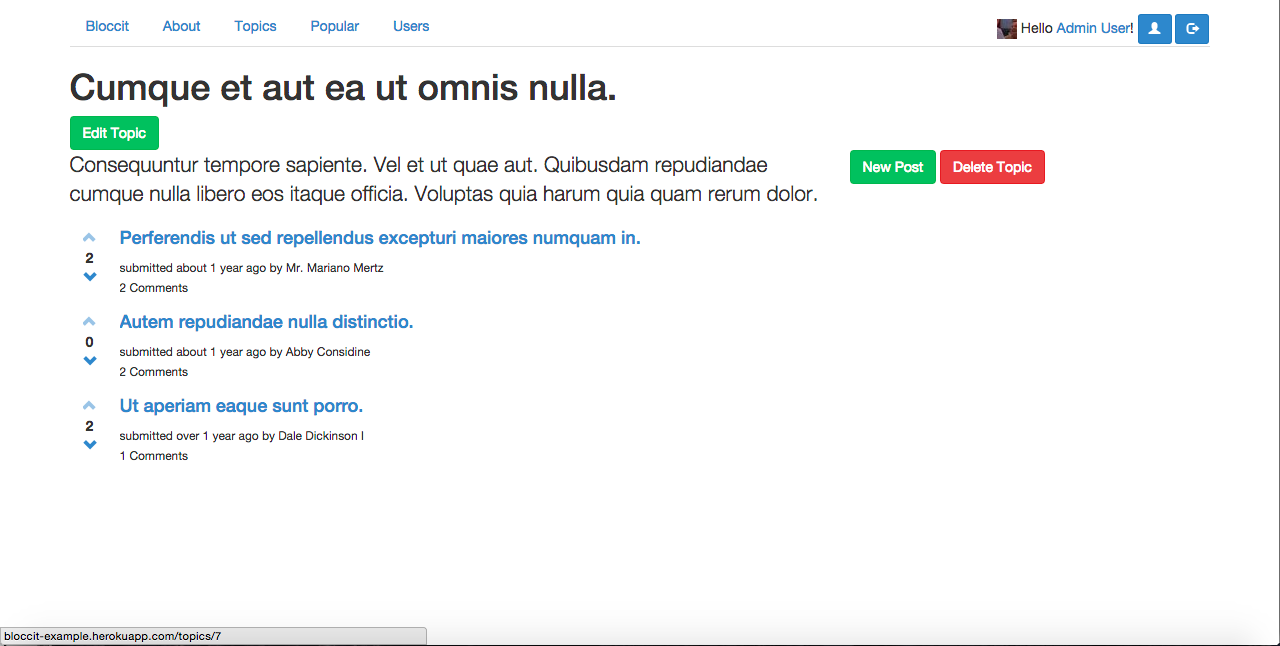 Bloccit About Topics Popular Users Hello Admin User!
Cumque et aut ea ut omnis nulla.
Edit Topic
Consequuntur tempore sapiente. Vel et ut quae aut. Quibusdam repudiandae
cumque nulla libero eos itaque officia. Voluptas quia harum quia quam rerum dolor.
New Post Delete Topic
Perferendis ut sed repellendus excepturi maiores numquam in.
2
submitted about 1 year ago by Mr. Mariano Mertz
2 Comments
Autem repudiandae nulla distinctio.
0
submitted about 1 year ago by Abby Considine
2 Comments
Ut aperiam eaque sunt porro.
2
submitted over 1 year ago by Dale Dickinson I
1 Comments
bloccit-example.herokuapp.com/topics/7